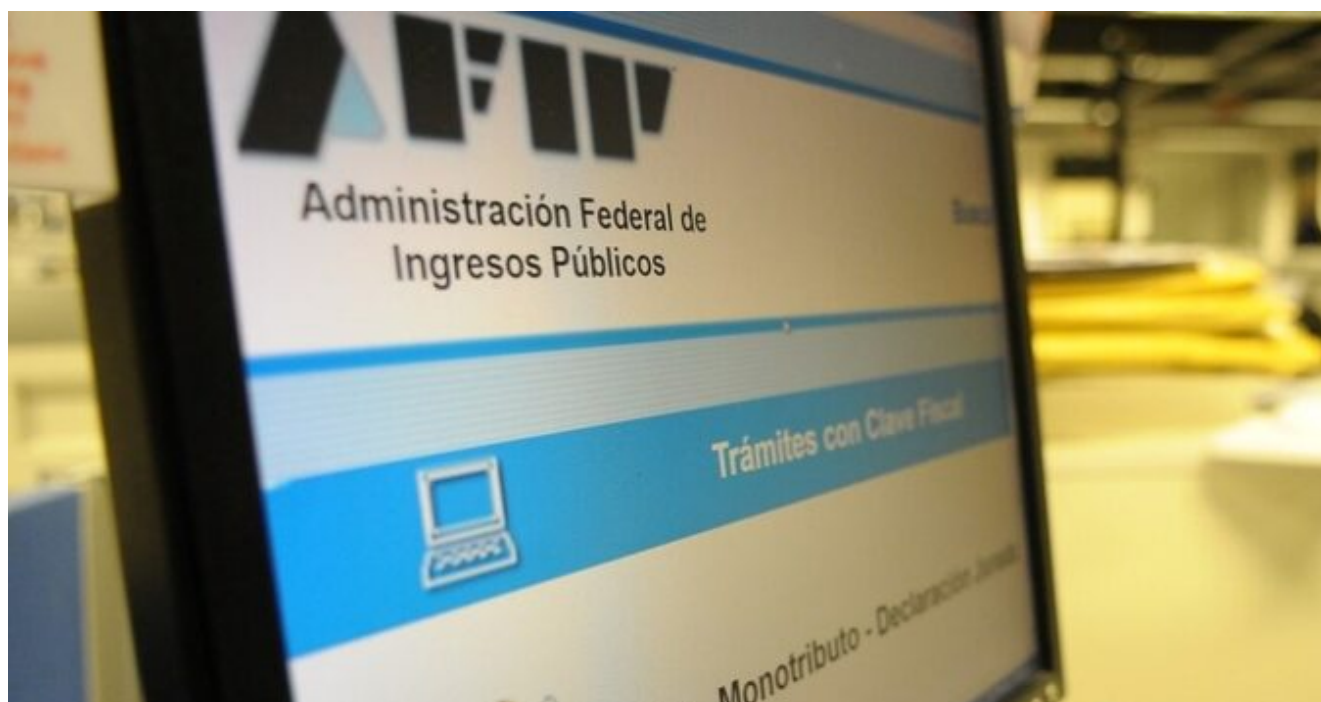 AFIP
Administración Federal de
Ingresos Públicos
Trámites con Clave Fiscal
Monotributo - Declaración Jurada